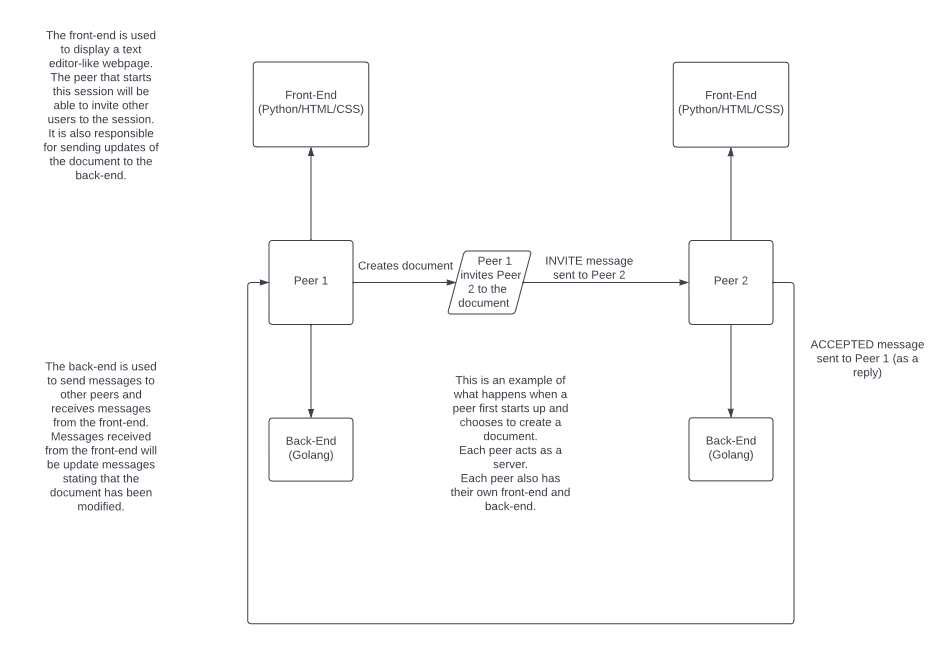 The front-end is used
to display a text
editor-like webpage.
The peer that starts
this session will be
able to invite other
users to the session.
It is also responsible
for sending updates of
the document to the
back-end.
Front-End
(Python/HTML/CSS)
Front-End
(Python/HTML/CSS)
Peer 1
Creates document
Peer 1
invites Peer
2 to the
document
INVITE message
sent to Peer 2
Peer 2
ACCEPTED message
sent to Peer 1 (as a
reply)
The back-end is used
to send messages to
other peers and
receives messages
from the front-end.
Messages received
from the front-end will
be update messages
stating that the
document has been
modified.
Back-End
(Golang)
This is an example of
what happens when a
peer first starts up and
chooses to create a
document.
Each peer acts as a
server.
Each peer also has
their own front-end and
back-end.
Back-End
(Golang)